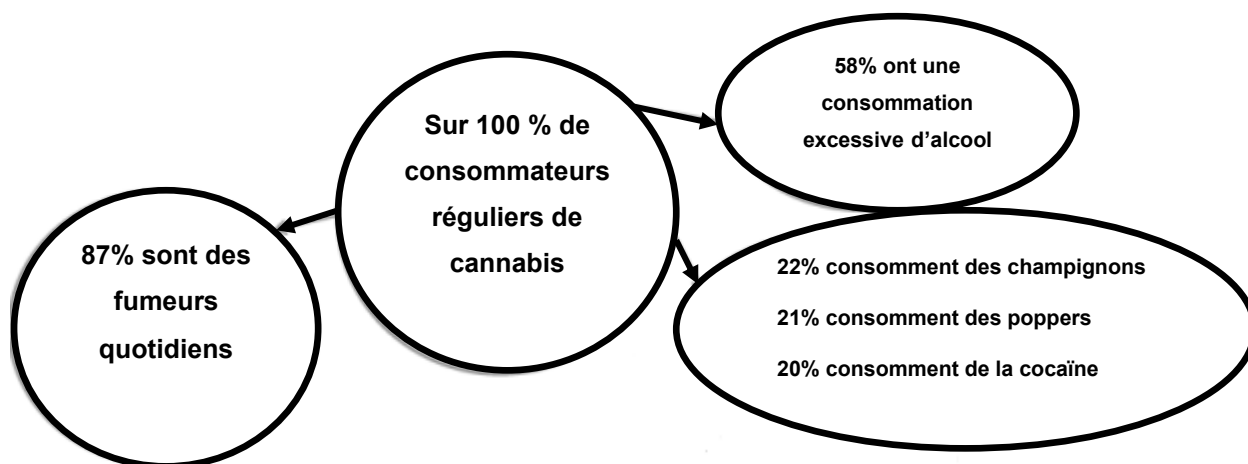 58% ont une
consommation
excessive d'alcool
Sur 100 % de
consommateurs
réguliers de
cannabis
87% sont des
fumeurs
quotidiens
22% consomment des champignons
21% consomment des poppers
20% consomment de la cocaïne